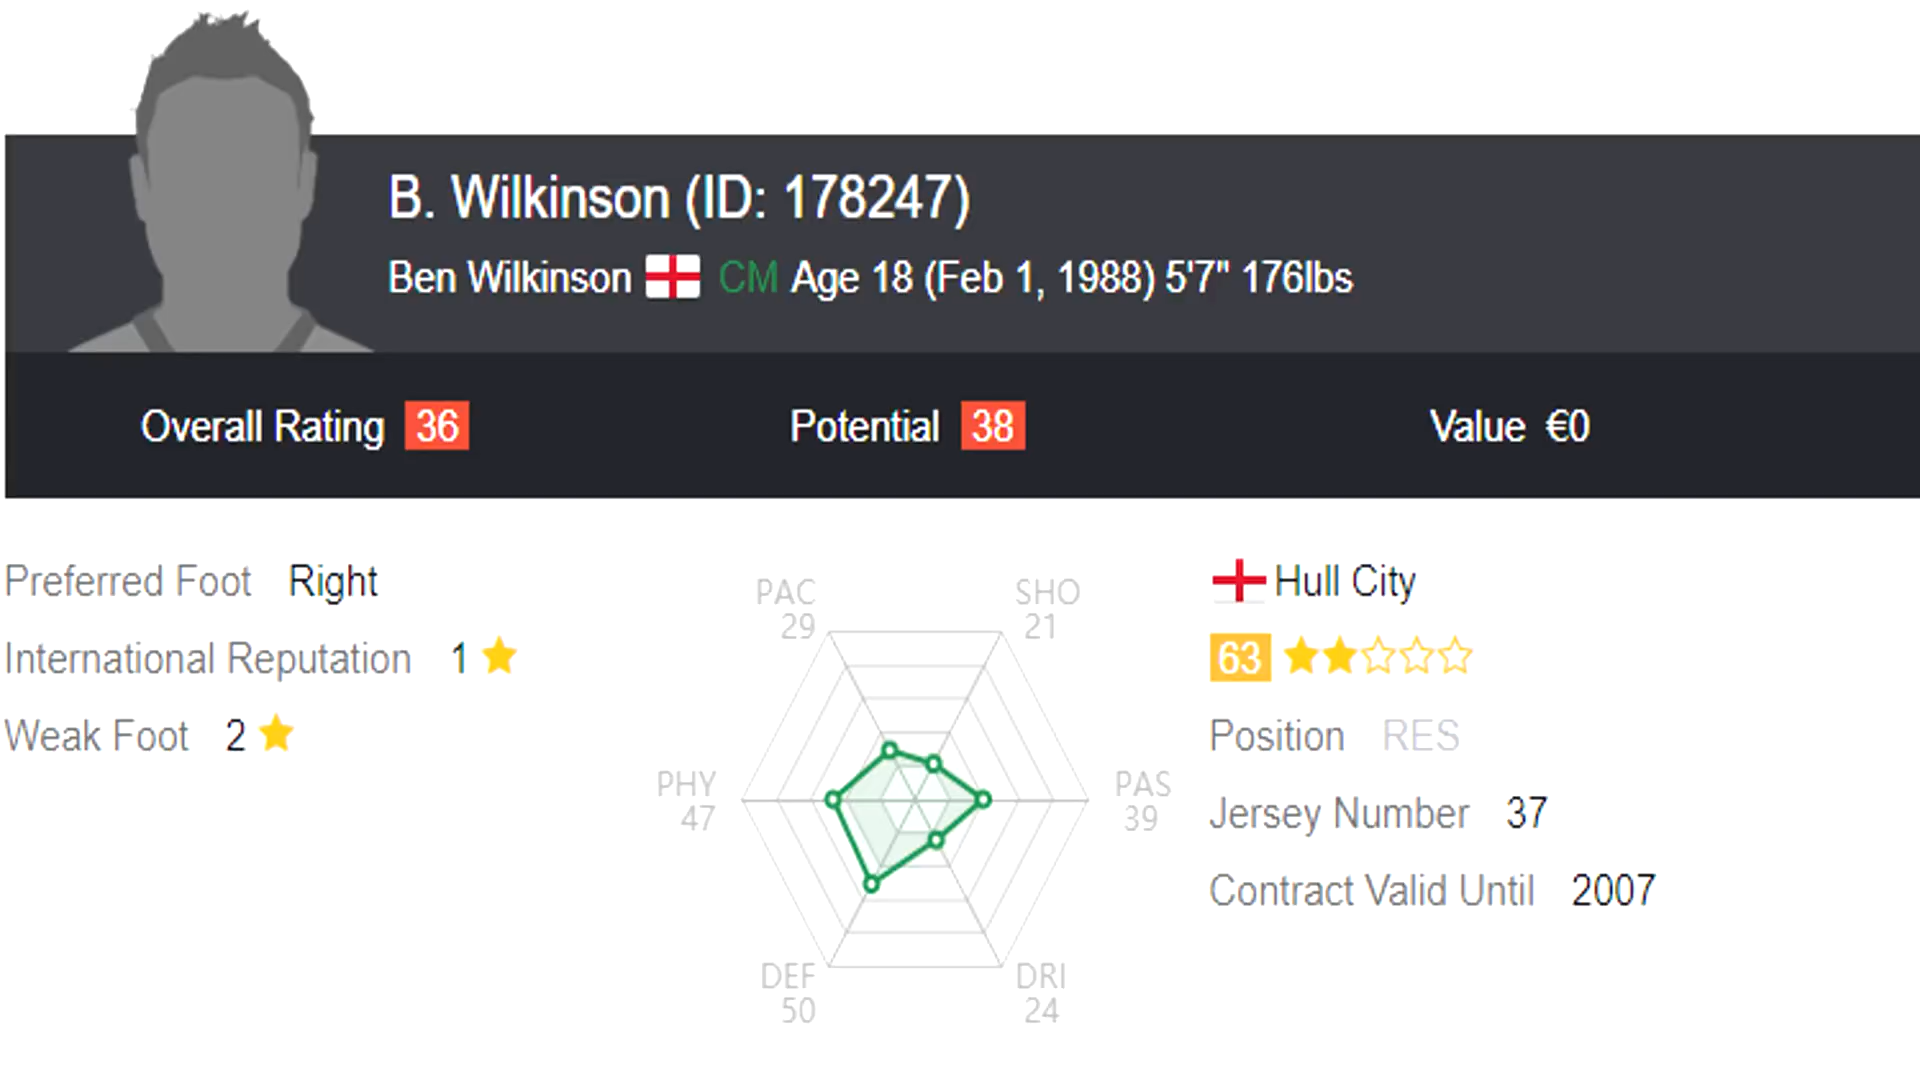 B. Wilkinson (ID: 178247)
Ben Wilkinson CM Age 18 (Feb 1, 1988) 5'7" 176lbs
Overall Rating 36
Potential 38
Value €0
Preferred Foot Right
International Reputation 1
Weak Foot 2
PAC
29
SHO
21
PHY
47
PAS
39
DEF
50
DRI
24
Hull City
63
Position RES
Jersey Number 37
Contract Valid Until 2007